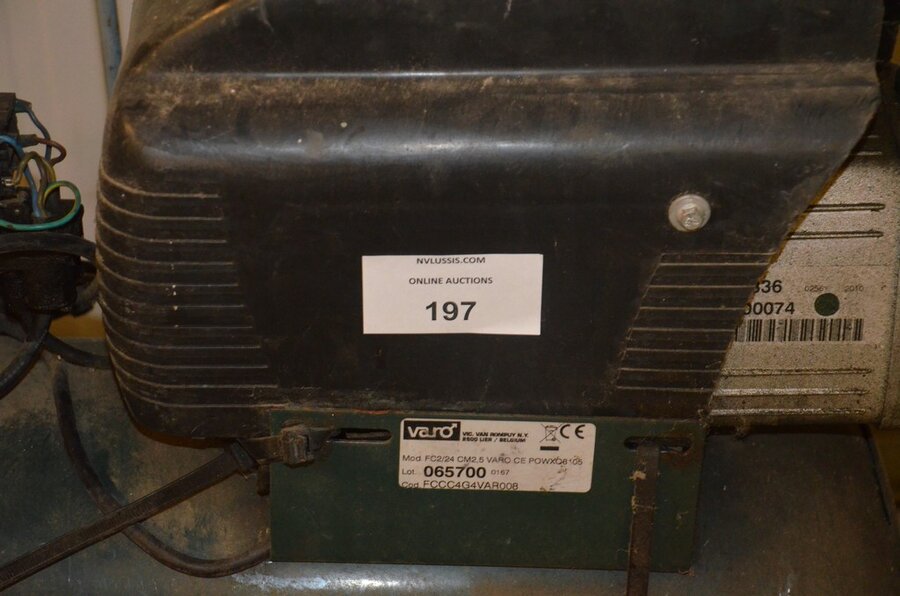 NVLUSSIS.COM
ONLINE AUCTIONS
197
336 0256 2010
00074
varo VIC. VAN ROMPUY N.V.
2500 LIER / BELGIUM
CE
Mod. FC2/24 CM2.5 VARO CE POWXQ8105
Lot. 065700 0167
Cod. FCCC4G4VAR008